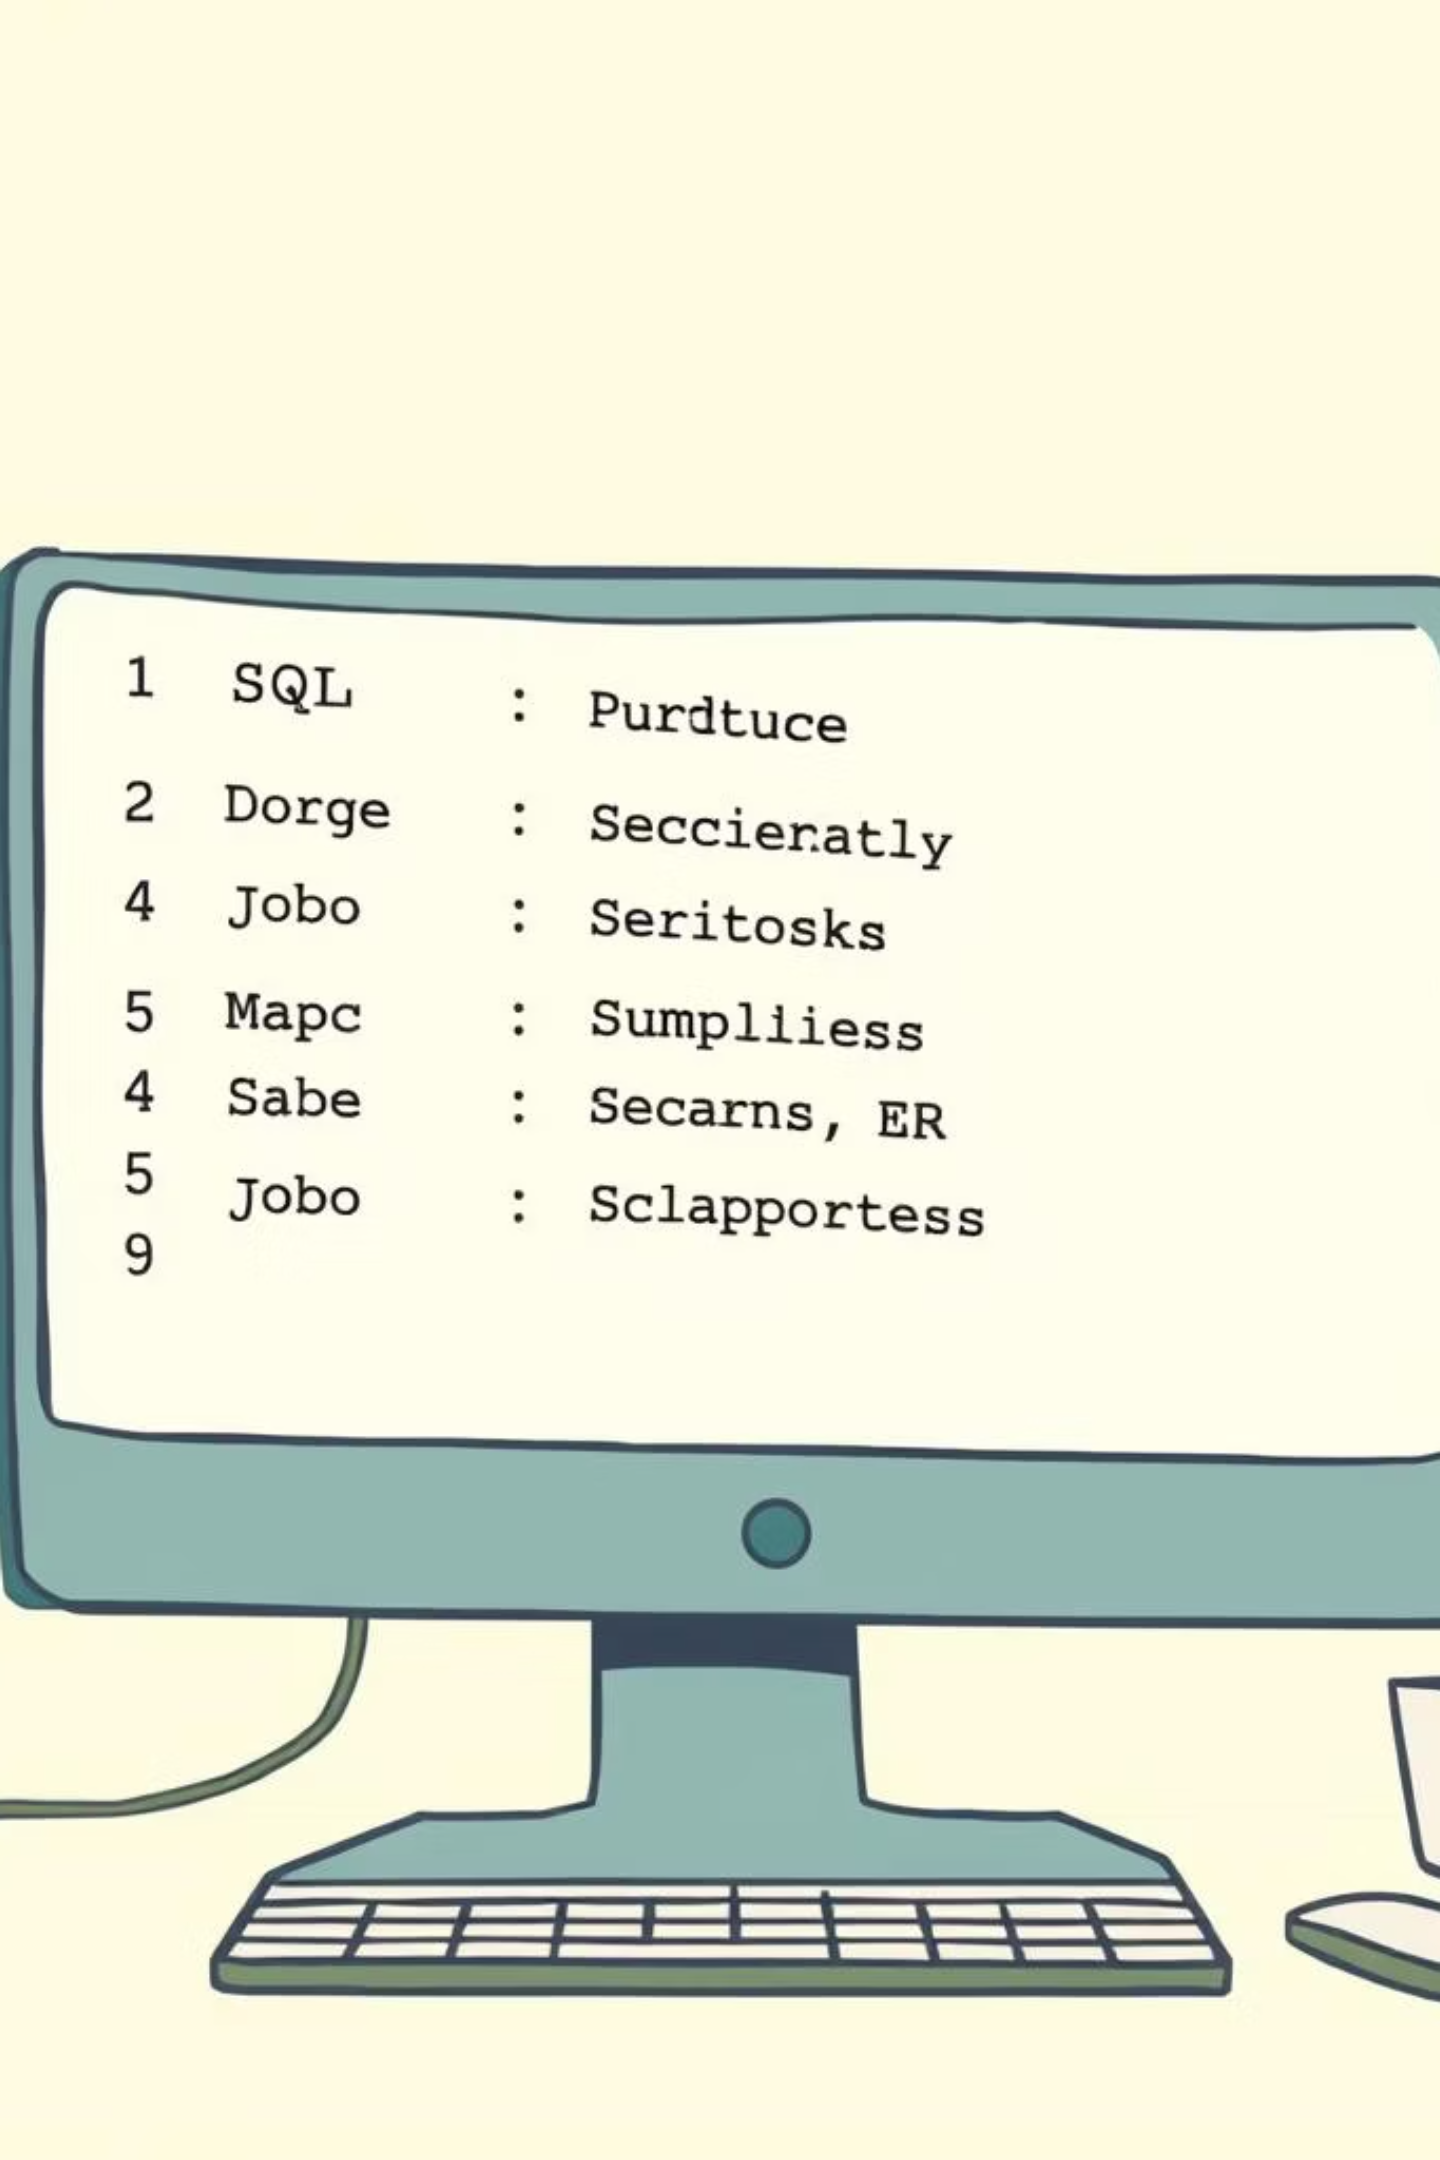 1 SQL : Purdtuce
2 Dorge : Seccieratly
4 Jobo : Seritosks
5 Mapc : Sumpliiess
4 Sabe : Secarns, ER
5 Jobo : Sclapportess
9